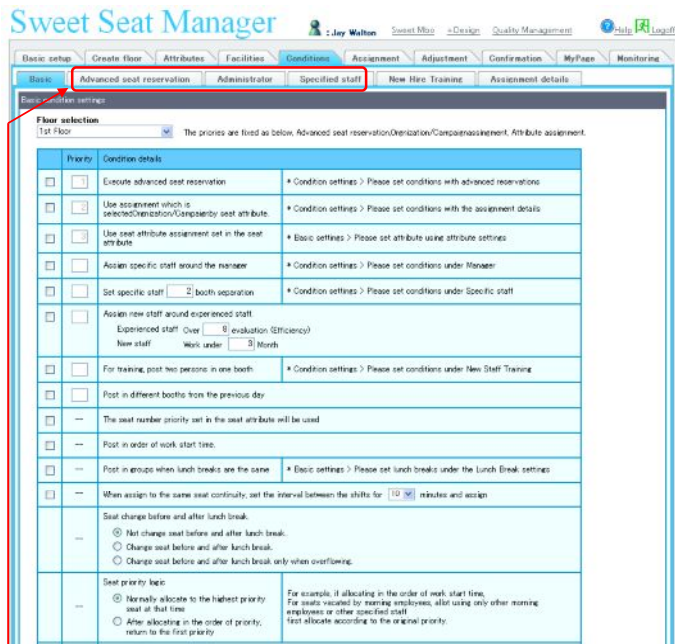 Sweet Seat Manager
: Jay Walton Sweet Mbo +Design Quality Management Help Logoff
Basic setup Create floor Attributes Facilities Conditions Assignment Adjustment Confirmation MyPage Monitoring
Basic Advanced seat reservation Administrator Specified staff New Hire Training Assignment details
Basic condition settings
Floor selection
1st Floor The priories are fixed as below, Advanced seat reservation,Orgnization/Campaignassingnement, Attribute assignment.
Priority Condition details
1 Execute advanced seat reservation * Condition settings > Please set conditions with advanced reservations
2 Use assignment which is
selectedOrgnization/Campaignby seat attribute. * Condition settings > Please set conditions with the assignment details
3 Use seat attribute assignment set in the seat
attribute * Basic settings > Please set attribute using attribute settings
Assign specific staff around the manager * Condition settings > Please set conditions under Manager
Set specific staff 2 booth separation * Condition settings > Please set conditions under Specific staff
Assign new staff around experienced staff.
Experienced staff Over 8 evaluation (Efficiency)
New staff Work under 3 Month
For training, post two persons in one booth * Condition settings > Please set conditions under New Staff Training
Post in different booths from the previous day
-- The seat number priority set in the seat attribute will be used
-- Post in order of work start time.
-- Post in groups when lunch breaks are the same * Basic settings > Please set lunch breaks under the Lunch Break settings
-- When assign to the same seat continuity, set the interval between the shifts for 10 minutes and assign
Seat change before and after lunch break.
-- Not change seat before and after lunch break.
Change seat before and after lunch break.
Change seat before and after lunch break only when overflowing.
Seat priority logic
-- Normally allocate to the highest priority
seat at that time
After allocating in the order of priority,
return to the first priority
For example, if allocating in the order of work start time,
For seats vacated by morning employees, allot using only other morning
employees or other specified staff
first allocate according to the original priority.